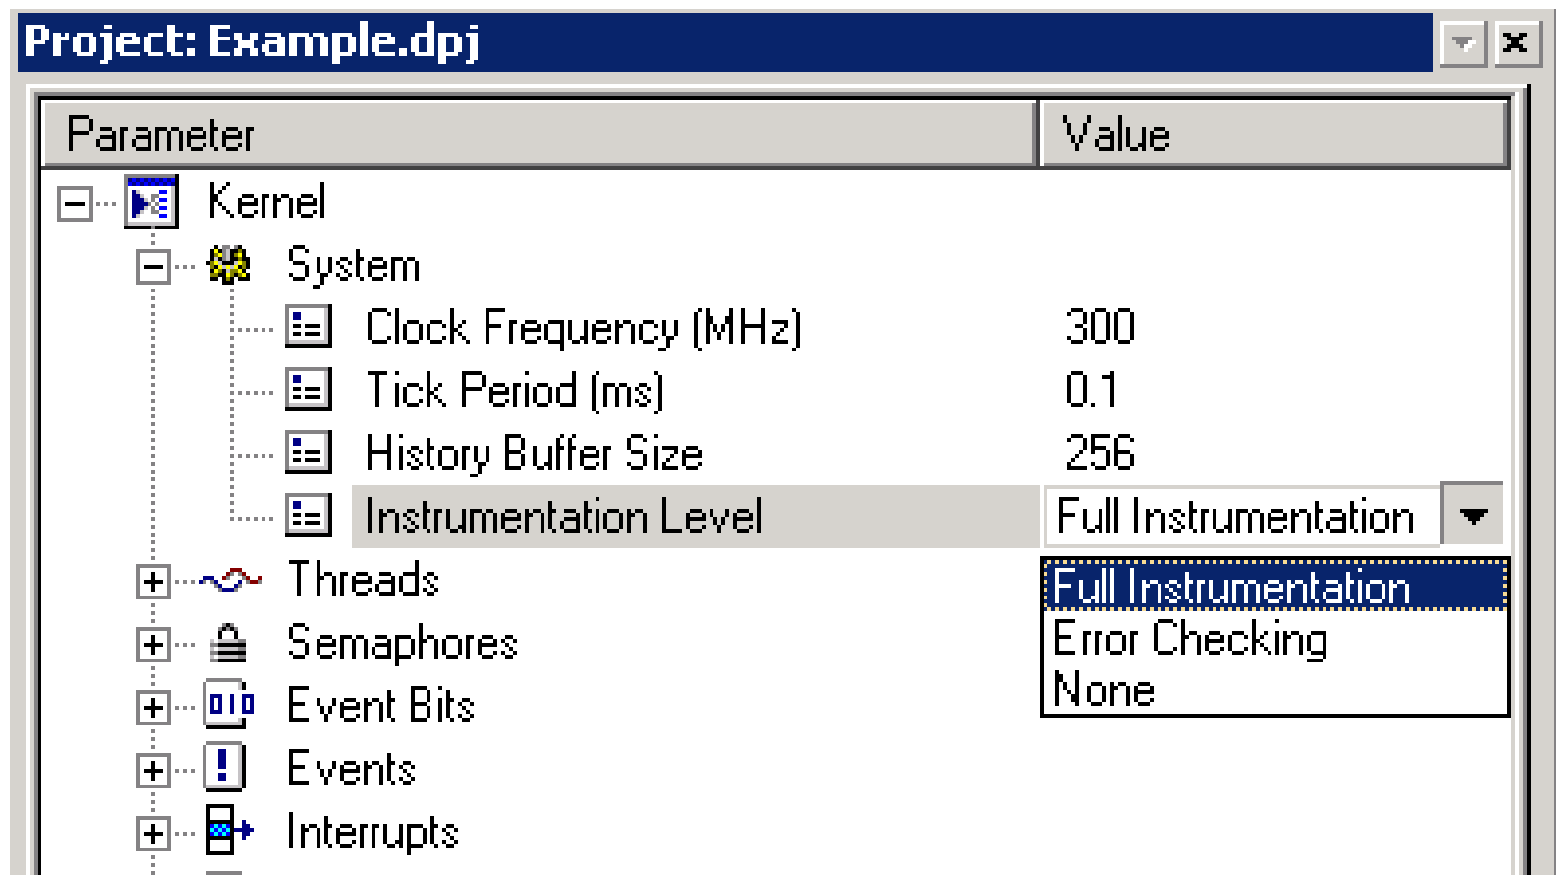 Project: Example.dpj
Parameter Value
Kernel
System
Clock Frequency (MHz) 300
Tick Period (ms) 0.1
History Buffer Size 256
Instrumentation Level Full Instrumentation
Threads Full Instrumentation
Semaphores Error Checking
Event Bits None
Events
Interrupts